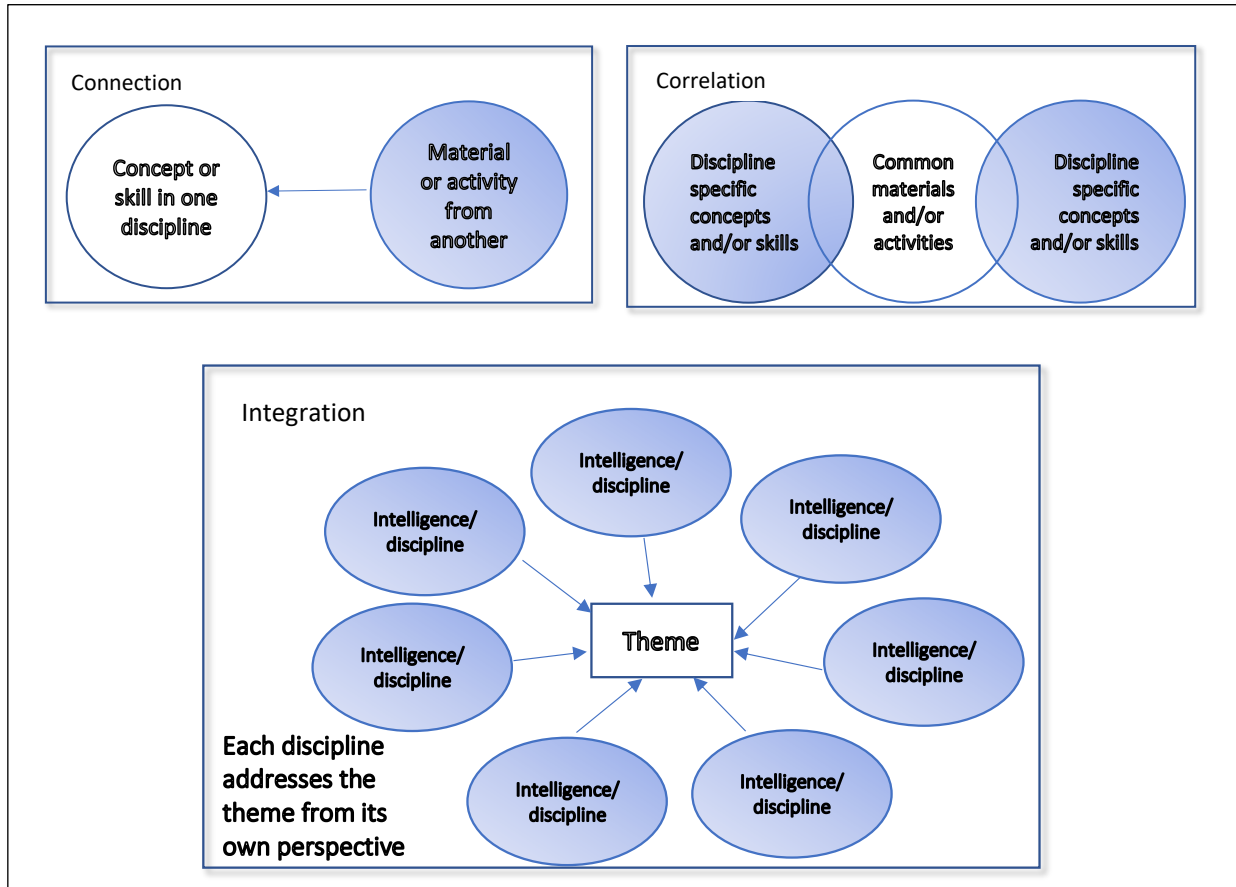 Connection
Concept or
skill in one
discipline
Material
or activity
from
another
Correlation
Discipline
specific
concepts
and/or skills
Common
materials
and/or
activities
Discipline
specific
concepts
and/or skills
Integration
Intelligence/
discipline
Intelligence/
discipline
Intelligence/
discipline
Intelligence/
discipline
Theme
Intelligence/
discipline
Intelligence/
discipline
Intelligence/
discipline
Each discipline
addresses the
theme from its
own perspective